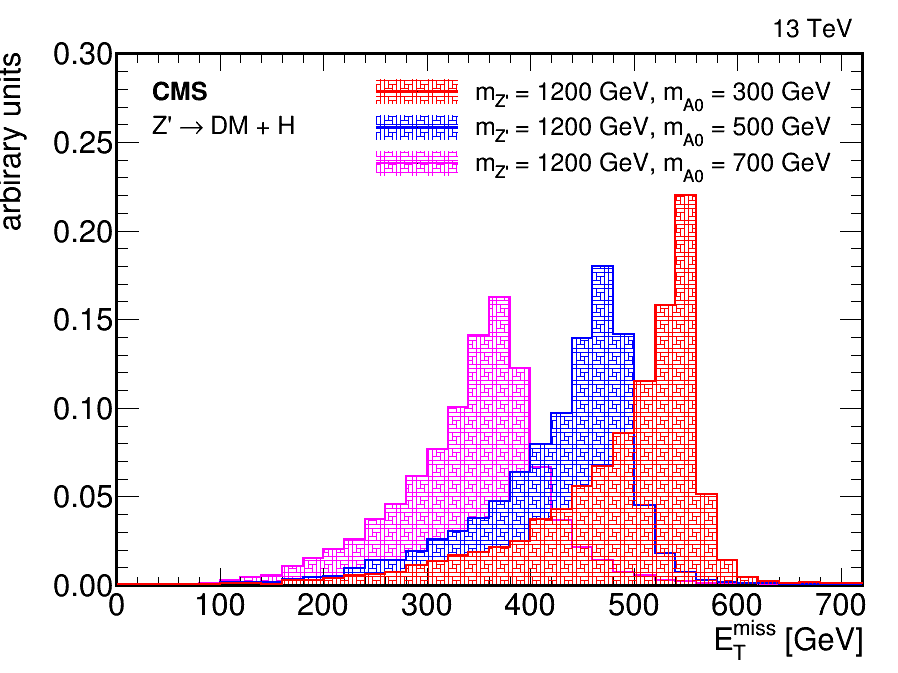 13 TeV
arbitrary units
CMS
Z' → DM + H
m_Z' = 1200 GeV, m_A0 = 300 GeV
m_Z' = 1200 GeV, m_A0 = 500 GeV
m_Z' = 1200 GeV, m_A0 = 700 GeV
0.30
0.25
0.20
0.15
0.10
0.05
0.00
0 100 200 300 400 500 600 700
E_T^miss [GeV]